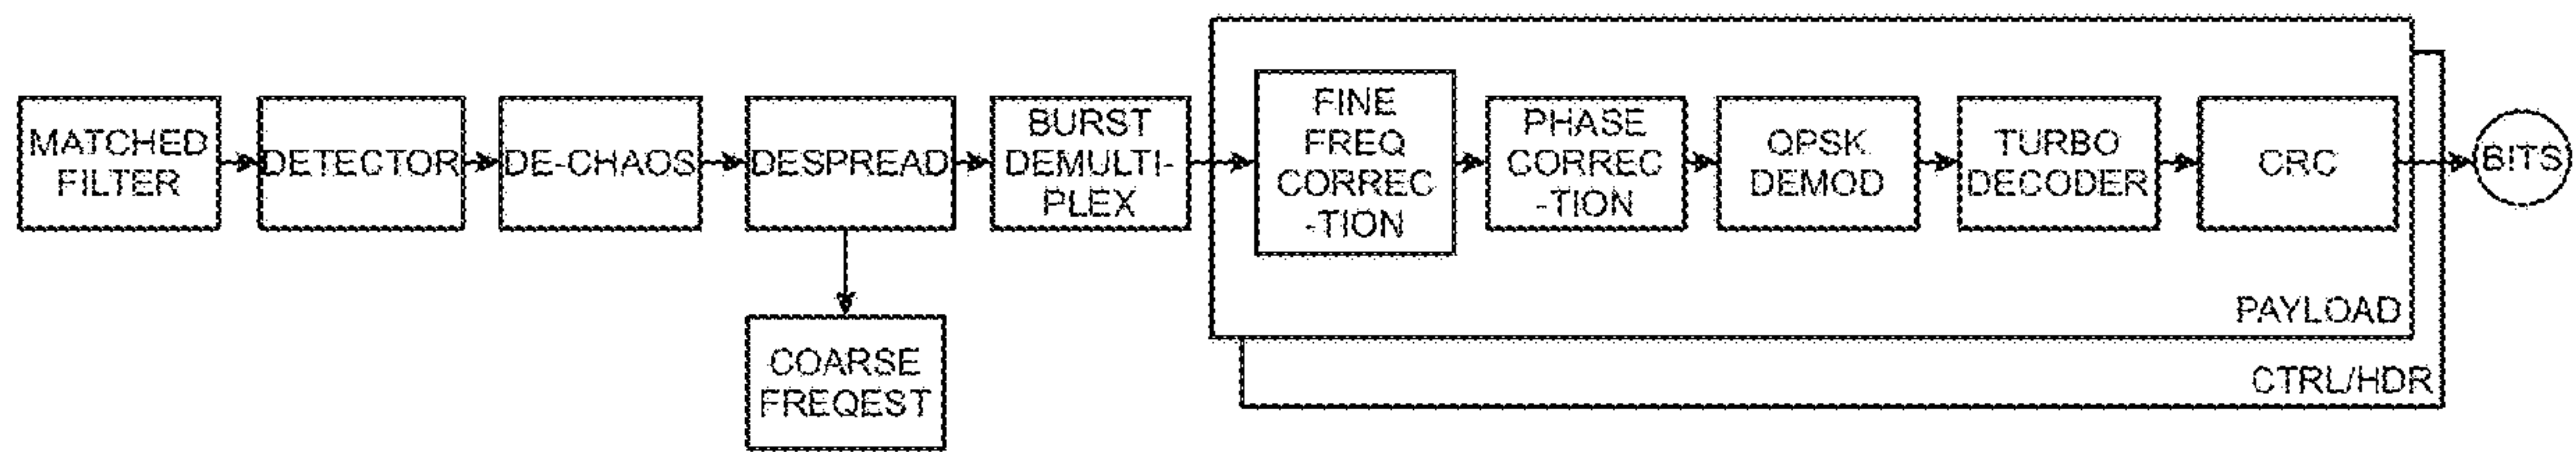 MATCHED
FILTER
DETECTOR
DE-CHAOS
DESPREAD
COARSE
FREQEST
BURST
DEMULTI-
PLEX
FINE
FREQ
CORREC
-TION
PHASE
CORREC
-TION
QPSK
DEMOD
TURBO
DECODER
CRC
PAYLOAD
CTRL/HDR
BITS